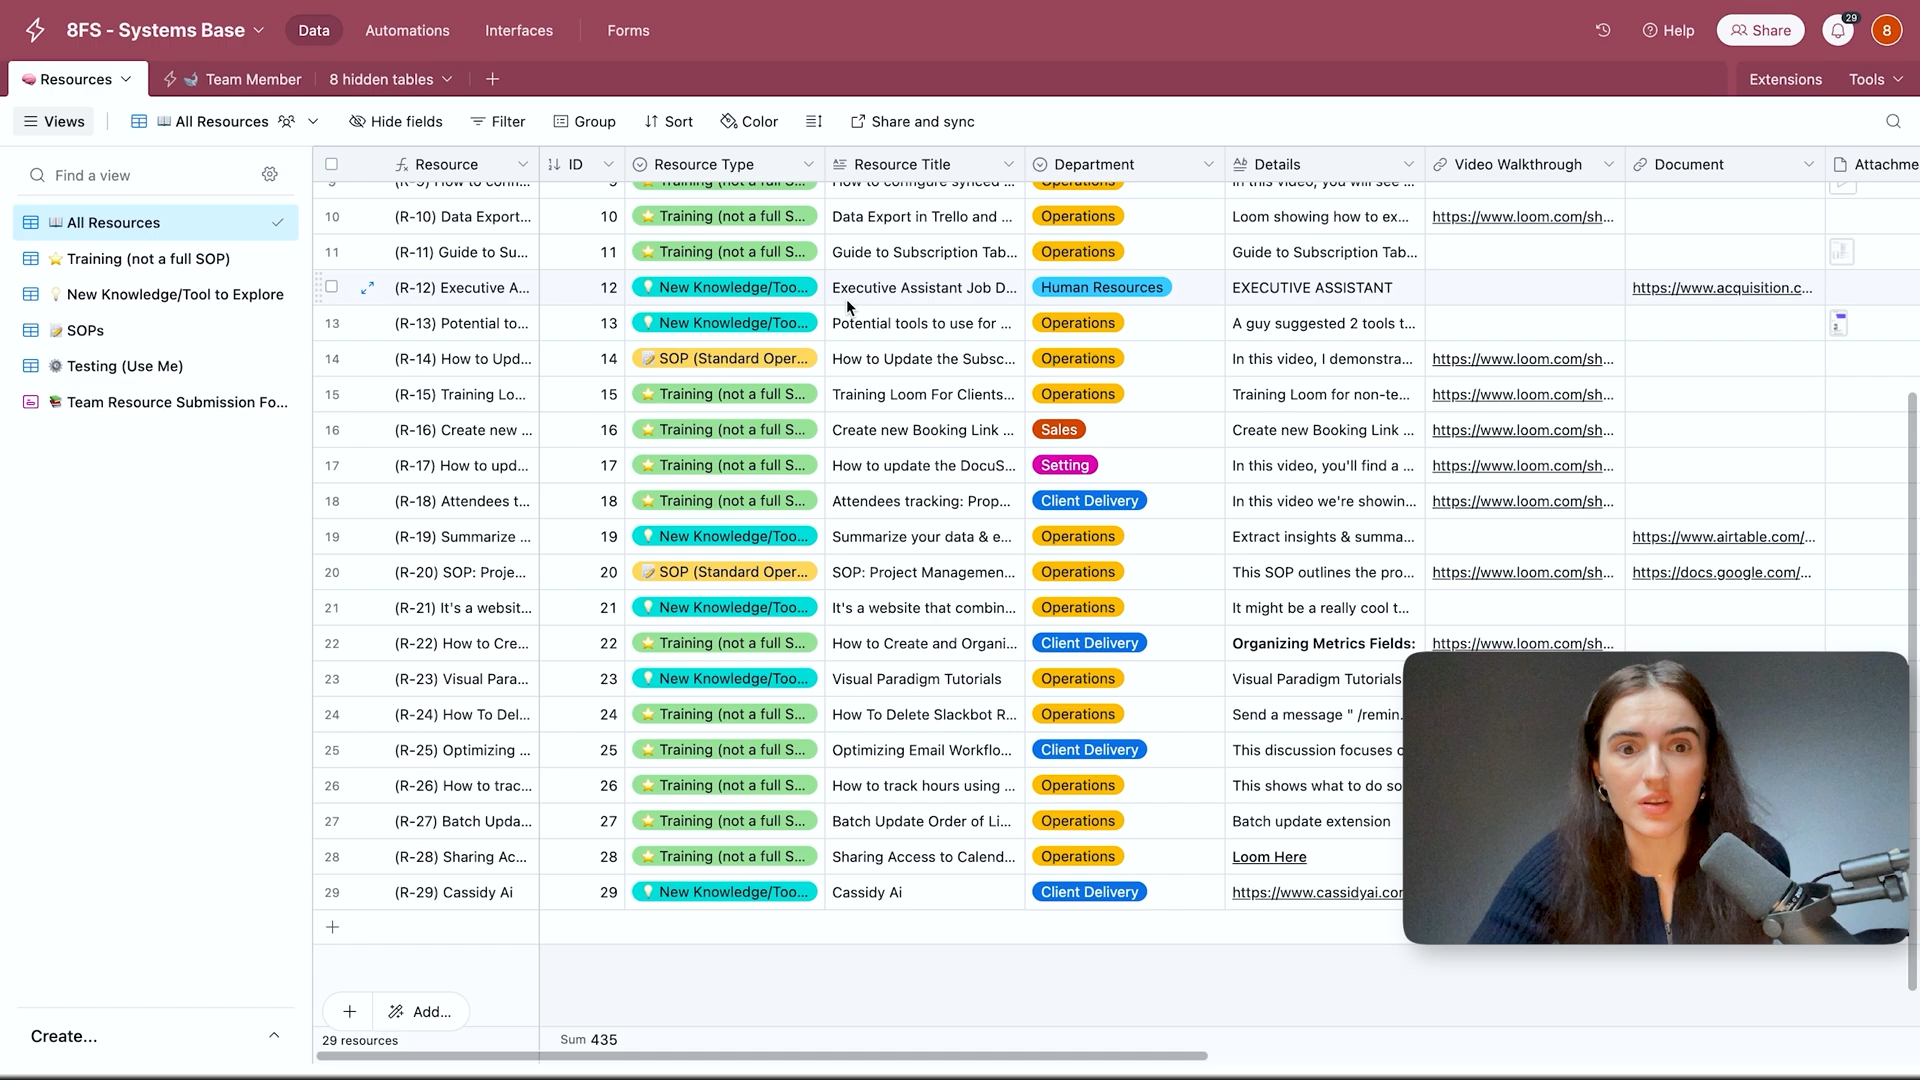 8FS - Systems Base
Data
Automations
Interfaces
Forms
Help
Share
29
8
Resources
Team Member
8 hidden tables
Extensions
Tools
Views
All Resources
Hide fields
Filter
Group
Sort
Color
Share and sync
Find a view
All Resources
Training (not a full SOP)
New Knowledge/Tool to Explore
SOPs
Testing (Use Me)
Team Resource Submission Fo...
Create...
Resource ID Resource Type Resource Title Department Details Video Walkthrough Document Attachme
10 (R-10) Data Export... 10 Training (not a full S... Data Export in Trello and ... Operations Loom showing how to ex... https://www.loom.com/sh...
11 (R-11) Guide to Su... 11 Training (not a full S... Guide to Subscription Tab... Operations Guide to Subscription Tab...
(R-12) Executive A... 12 New Knowledge/Too... Executive Assistant Job D... Human Resources EXECUTIVE ASSISTANT https://www.acquisition.c...
13 (R-13) Potential to... 13 New Knowledge/Too... Potential tools to use for ... Operations A guy suggested 2 tools t...
14 (R-14) How to Upd... 14 SOP (Standard Oper... How to Update the Subsc... Operations In this video, I demonstra... https://www.loom.com/sh...
15 (R-15) Training Lo... 15 Training (not a full S... Training Loom For Clients... Operations Training Loom for non-te... https://www.loom.com/sh...
16 (R-16) Create new ... 16 Training (not a full S... Create new Booking Link ... Sales Create new Booking Link ... https://www.loom.com/sh...
17 (R-17) How to upd... 17 Training (not a full S... How to update the DocuS... Setting In this video, you'll find a ... https://www.loom.com/sh...
18 (R-18) Attendees t... 18 Training (not a full S... Attendees tracking: Prop... Client Delivery In this video we're showin... https://www.loom.com/sh...
19 (R-19) Summarize ... 19 New Knowledge/Too... Summarize your data & e... Operations Extract insights & summa... https://www.airtable.com/...
20 (R-20) SOP: Proje... 20 SOP (Standard Oper... SOP: Project Managemen... Operations This SOP outlines the pro... https://www.loom.com/sh... https://docs.google.com/...
21 (R-21) It's a websit... 21 New Knowledge/Too... It's a website that combin... Operations It might be a really cool t...
22 (R-22) How to Cre... 22 Training (not a full S... How to Create and Organi... Client Delivery Organizing Metrics Fields: https://www.loom.com/sh...
23 (R-23) Visual Para... 23 New Knowledge/Too... Visual Paradigm Tutorials Operations Visual Paradigm Tutorials
24 (R-24) How To Del... 24 Training (not a full S... How To Delete Slackbot R... Operations Send a message " /remin.
25 (R-25) Optimizing ... 25 Training (not a full S... Optimizing Email Workflo... Client Delivery This discussion focuses
26 (R-26) How to trac... 26 Training (not a full S... How to track hours using ... Operations This shows what to do so
27 (R-27) Batch Upda... 27 Training (not a full S... Batch Update Order of Li... Operations Batch update extension
28 (R-28) Sharing Ac... 28 Training (not a full S... Sharing Access to Calend... Operations Loom Here
29 (R-29) Cassidy Ai 29 New Knowledge/Too... Cassidy Ai Client Delivery https://www.cassidyai.co
Add...
29 resources
Sum 435